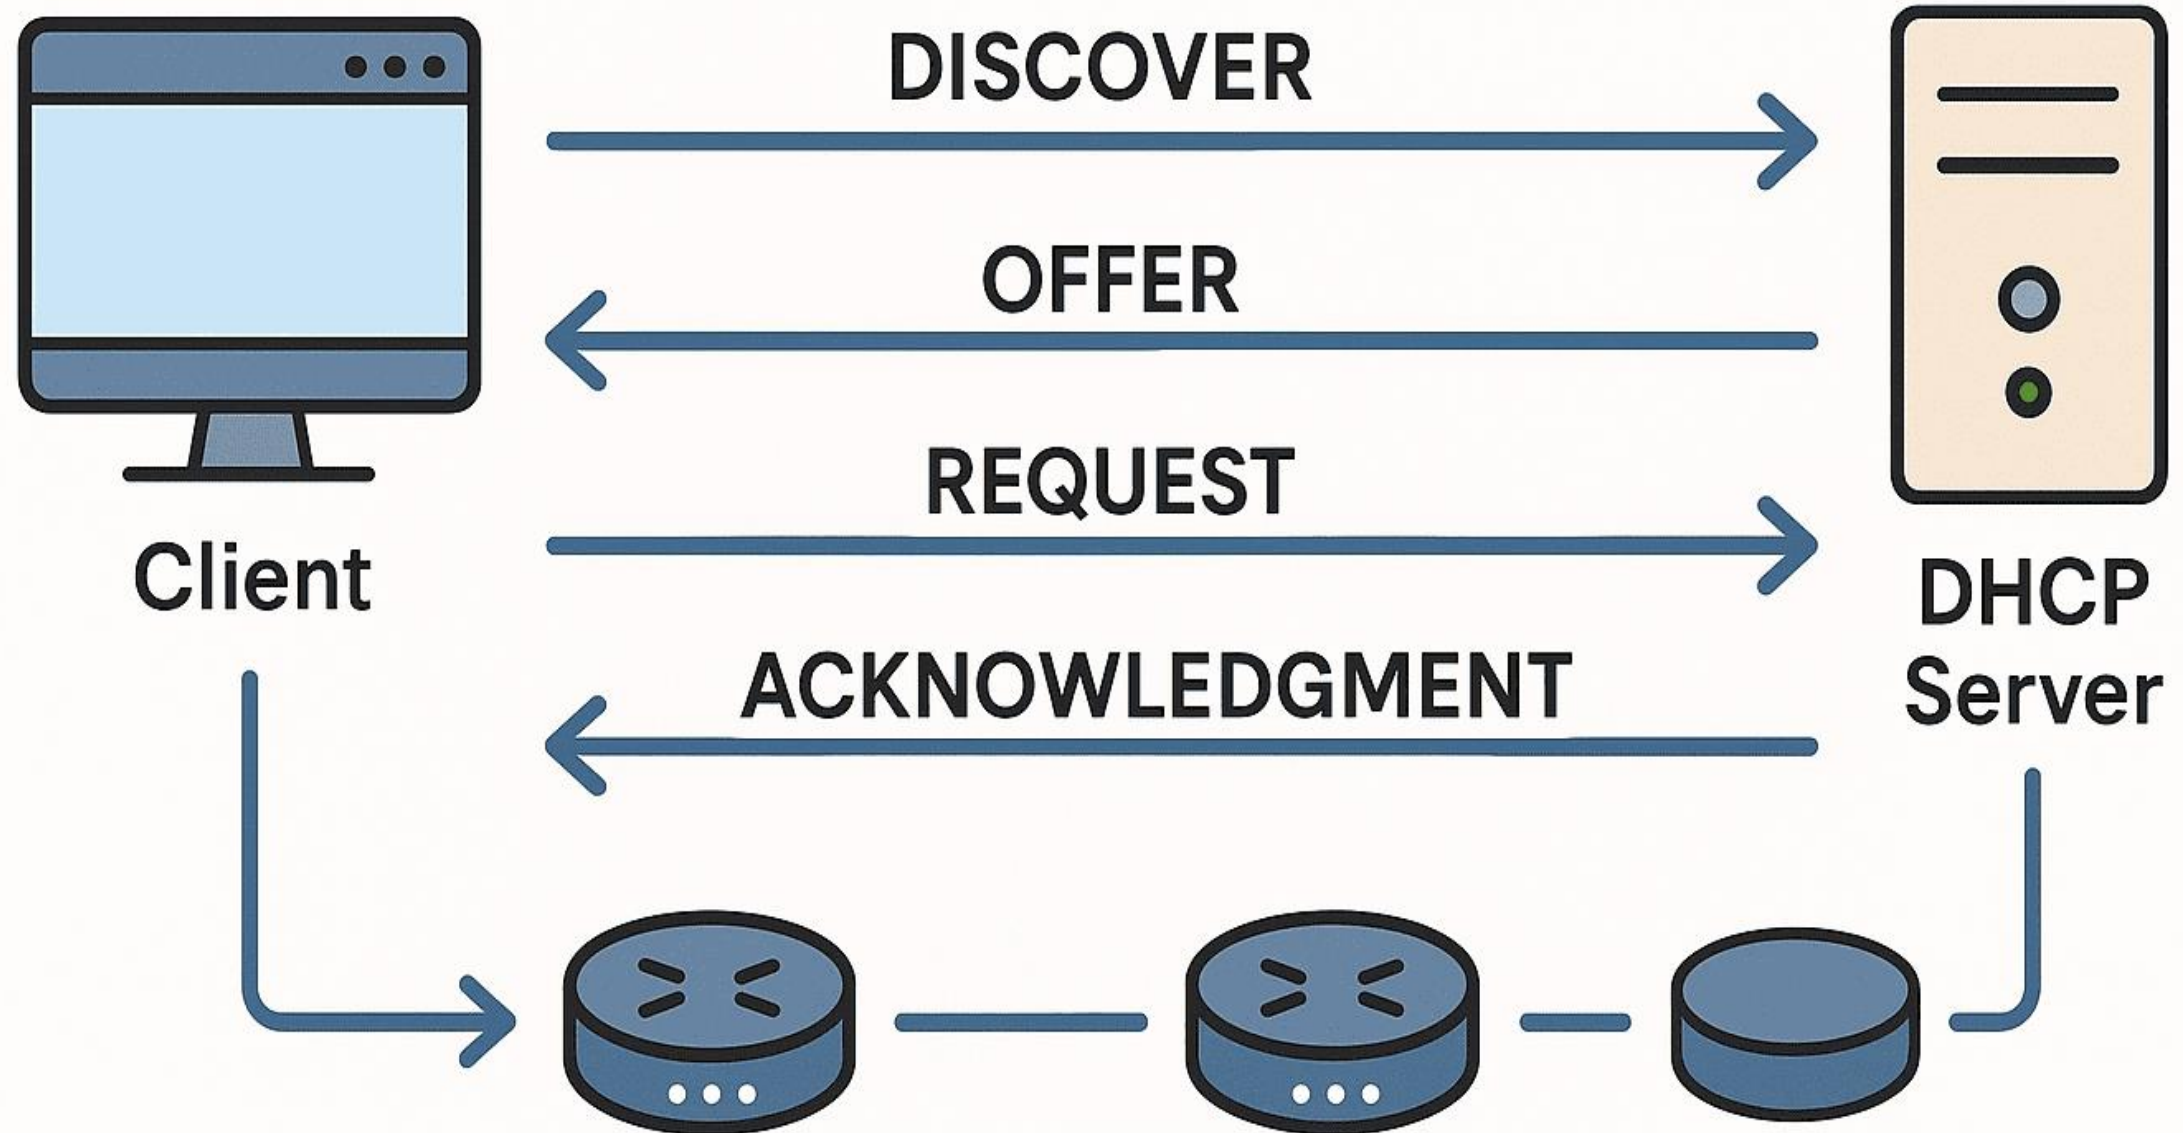 DISCOVER
OFFER
REQUEST
Client
DHCP
Server
ACKNOWLEDGMENT